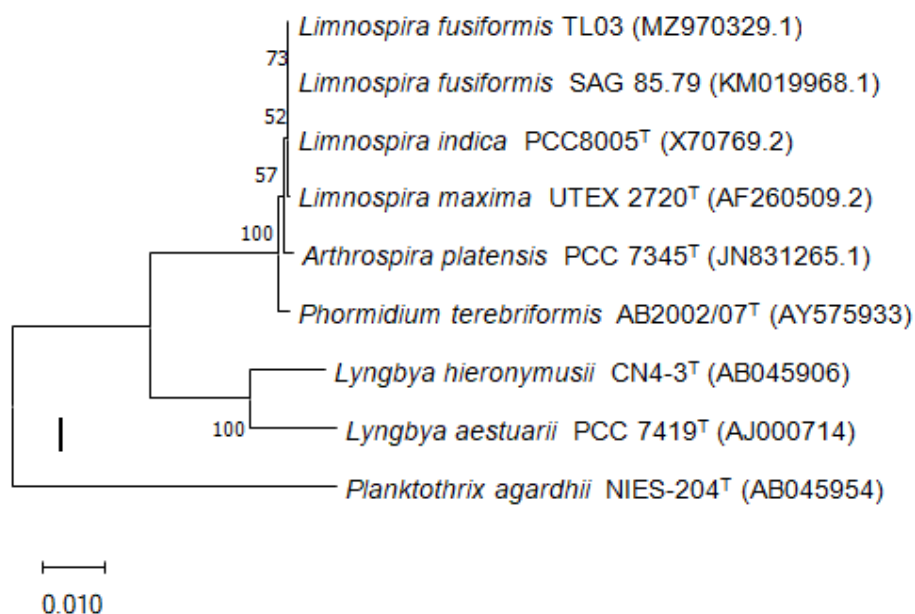 Limnospira fusiformis TL03 (MZ970329.1)
73
Limnospira fusiformis SAG 85.79 (KM019968.1)
52
Limnospira indica PCC8005ᵀ (X70769.2)
57
Limnospira maxima UTEX 2720ᵀ (AF260509.2)
100
Arthrospira platensis PCC 7345ᵀ (JN831265.1)
Phormidium terebriformis AB2002/07ᵀ (AY575933)
Lyngbya hieronymusii CN4-3ᵀ (AB045906)
100
Lyngbya aestuarii PCC 7419ᵀ (AJ000714)
Planktothrix agardhii NIES-204ᵀ (AB045954)
0.010